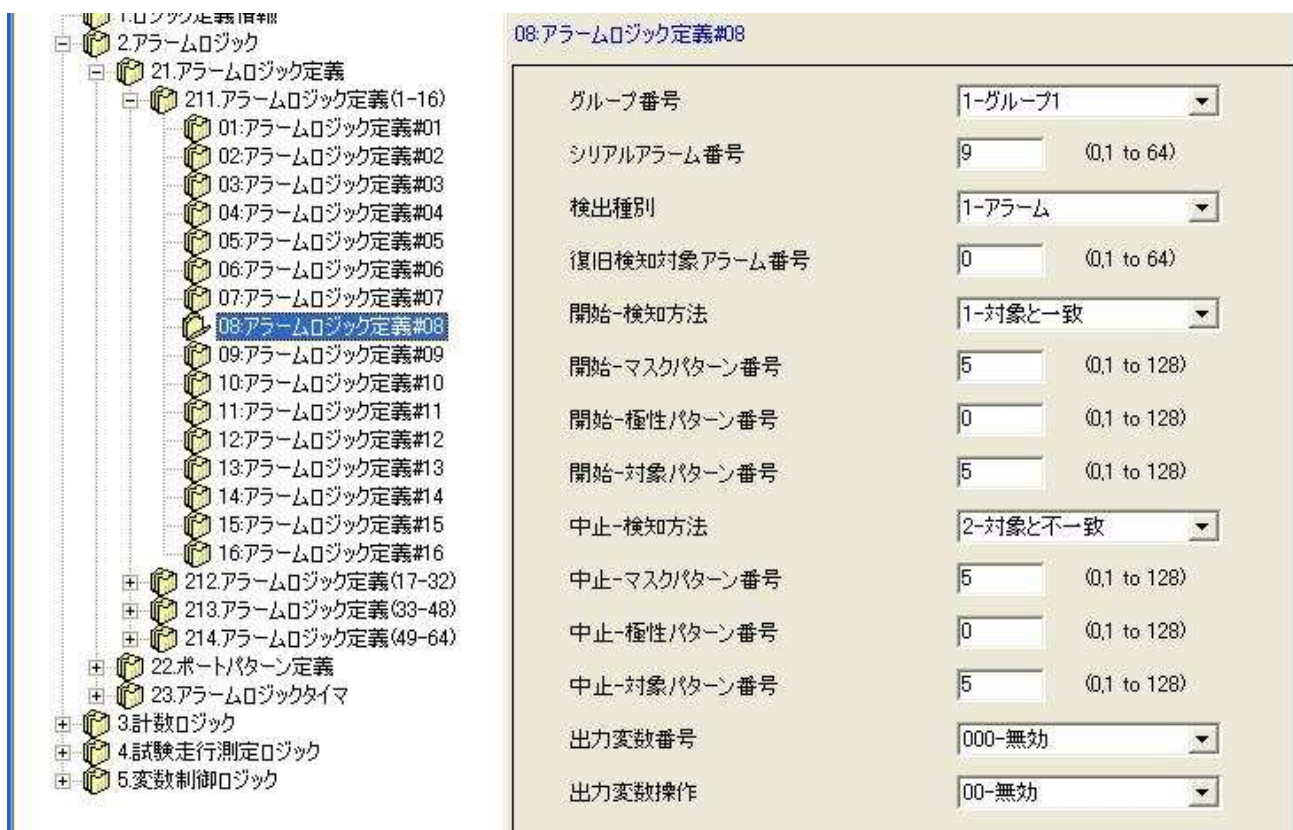 1.ロジック定義情報
2.アラームロジック
21.アラームロジック定義
211.アラームロジック定義(1-16)
01:アラームロジック定義#01
02:アラームロジック定義#02
03:アラームロジック定義#03
04:アラームロジック定義#04
05:アラームロジック定義#05
06:アラームロジック定義#06
07:アラームロジック定義#07
08:アラームロジック定義#08
09:アラームロジック定義#09
10:アラームロジック定義#10
11:アラームロジック定義#11
12:アラームロジック定義#12
13:アラームロジック定義#13
14:アラームロジック定義#14
15:アラームロジック定義#15
16:アラームロジック定義#16
212.アラームロジック定義(17-32)
213.アラームロジック定義(33-48)
214.アラームロジック定義(49-64)
22.ポートパターン定義
23.アラームロジックタイマ
3.計数ロジック
4.試験走行測定ロジック
5.変数制御ロジック
08:アラームロジック定義#08
グループ番号 1-グループ1
シリアルアラーム番号 9 (0,1 to 64)
検出種別 1-アラーム
復旧検知対象アラーム番号 0 (0,1 to 64)
開始-検知方法 1-対象と一致
開始-マスクパターン番号 5 (0,1 to 128)
開始-極性パターン番号 0 (0,1 to 128)
開始-対象パターン番号 5 (0,1 to 128)
中止-検知方法 2-対象と不一致
中止-マスクパターン番号 5 (0,1 to 128)
中止-極性パターン番号 0 (0,1 to 128)
中止-対象パターン番号 5 (0,1 to 128)
出力変数番号 000-無効
出力変数操作 00-無効